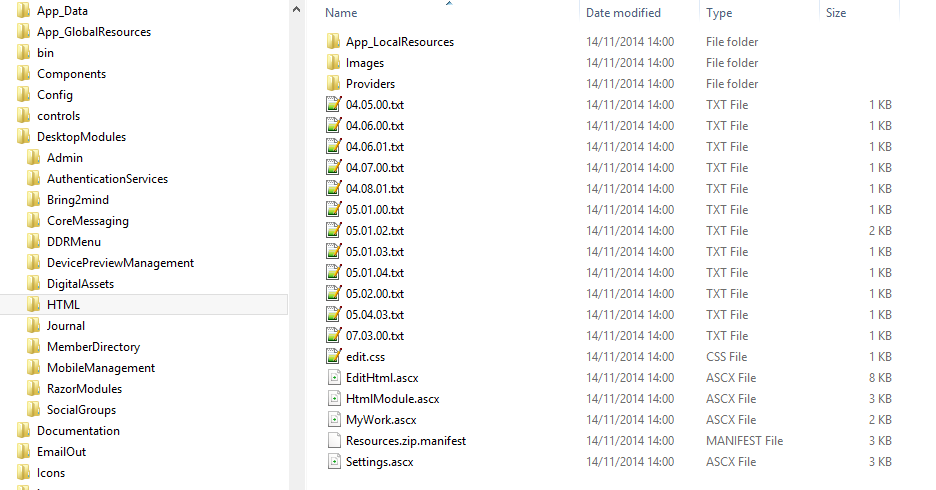 App_Data
App_GlobalResources
bin
Components
Config
controls
DesktopModules
Admin
AuthenticationServices
Bring2mind
CoreMessaging
DDRMenu
DevicePreviewManagement
DigitalAssets
HTML
Journal
MemberDirectory
MobileManagement
RazorModules
SocialGroups
Documentation
EmailOut
Icons
Name Date modified Type Size
App_LocalResources 14/11/2014 14:00 File folder
Images 14/11/2014 14:00 File folder
Providers 14/11/2014 14:00 File folder
04.05.00.txt 14/11/2014 14:00 TXT File 1 KB
04.06.00.txt 14/11/2014 14:00 TXT File 1 KB
04.06.01.txt 14/11/2014 14:00 TXT File 1 KB
04.07.00.txt 14/11/2014 14:00 TXT File 1 KB
04.08.01.txt 14/11/2014 14:00 TXT File 1 KB
05.01.00.txt 14/11/2014 14:00 TXT File 1 KB
05.01.02.txt 14/11/2014 14:00 TXT File 2 KB
05.01.03.txt 14/11/2014 14:00 TXT File 1 KB
05.01.04.txt 14/11/2014 14:00 TXT File 1 KB
05.02.00.txt 14/11/2014 14:00 TXT File 1 KB
05.04.03.txt 14/11/2014 14:00 TXT File 1 KB
07.03.00.txt 14/11/2014 14:00 TXT File 1 KB
edit.css 14/11/2014 14:00 CSS File 1 KB
EditHtml.ascx 14/11/2014 14:00 ASCX File 8 KB
HtmlModule.ascx 14/11/2014 14:00 ASCX File 3 KB
MyWork.ascx 14/11/2014 14:00 ASCX File 2 KB
Resources.zip.manifest 14/11/2014 14:00 MANIFEST File 3 KB
Settings.ascx 14/11/2014 14:00 ASCX File 3 KB